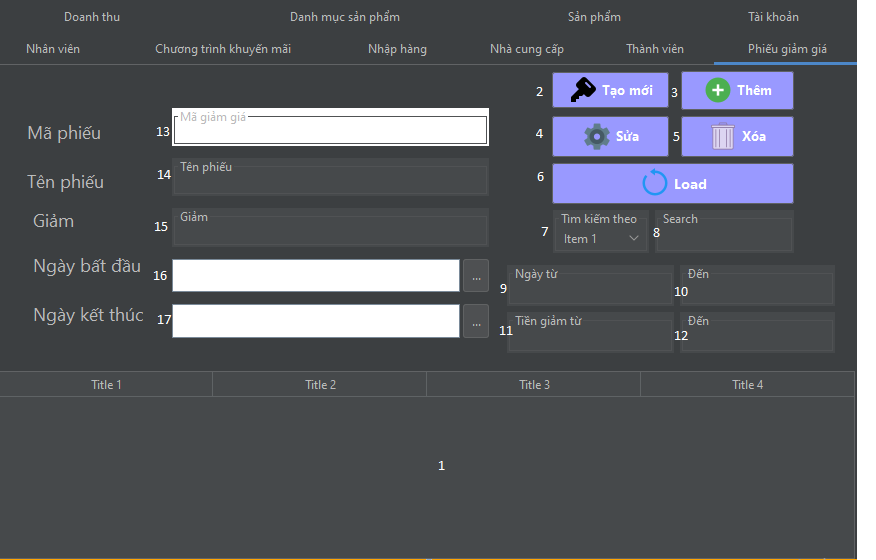 Doanh thu Danh mục sản phẩm Sản phẩm Tài khoản
Nhân viên Chương trình khuyến mãi Nhập hàng Nhà cung cấp Thành viên Phiếu giảm giá
2 Tạo mới 3 Thêm
Mã phiếu 13 Mã giảm giá
4 Sửa 5 Xóa
Tên phiếu 14 Tên phiếu
6 Load
Giảm 15 Giảm
7 Tìm kiếm theo 8 Search
Item 1
Ngày bất đầu 16 ...
9 Ngày từ 10 Đến
Ngày kết thúc 17 ...
11 Tiền giảm từ 12 Đến
Title 1 Title 2 Title 3 Title 4
1